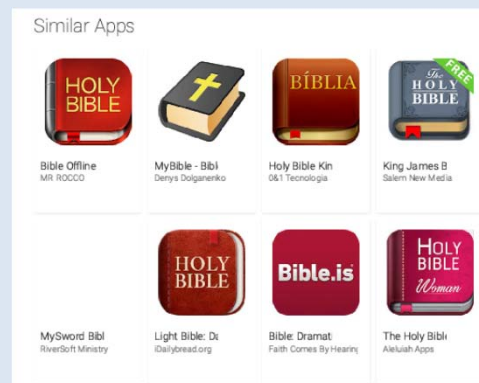 Similar Apps
HOLY
BIBLE
BÍBLIA
The
HOLY
BIBLE
FREE
Bible Offline
MR ROCCO
MyBible - Bibl
Denys Dolganenko
Holy Bible Kin
0&1 Tecnologia
King James B
Salem New Media
HOLY
BIBLE
Bible.is
HOLY
BIBLE
Woman
MySword Bibl
RiverSoft Ministry
Light Bible: Da
iDailybread.org
Bible: Dramati
Faith Comes By Hearing
The Holy Bible
Aleluiah Apps